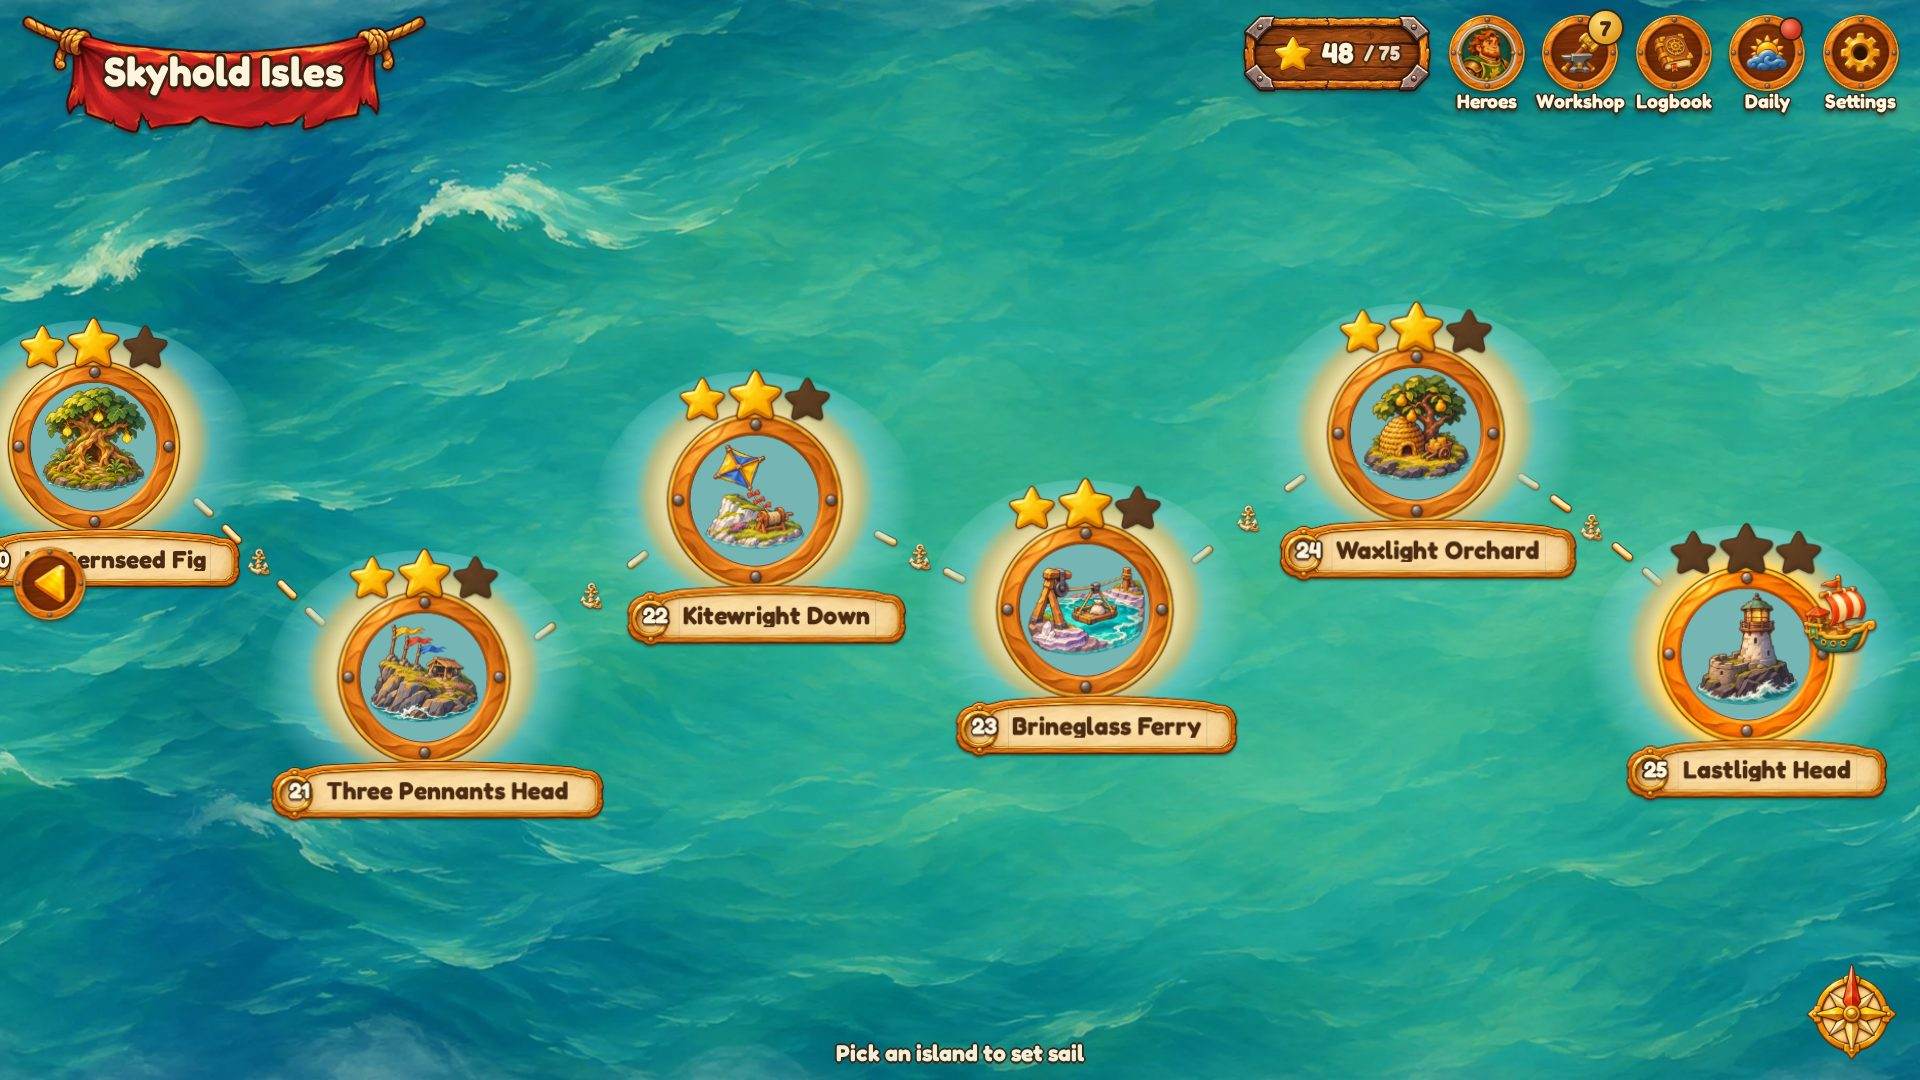 Skyhold Isles
48 / 75
7
Heroes
Workshop
Logbook
Daily
Settings
ernseed Fig
22 Kitewright Down
24 Waxlight Orchard
23 Brineglass Ferry
21 Three Pennants Head
25 Lastlight Head
Pick an island to set sail